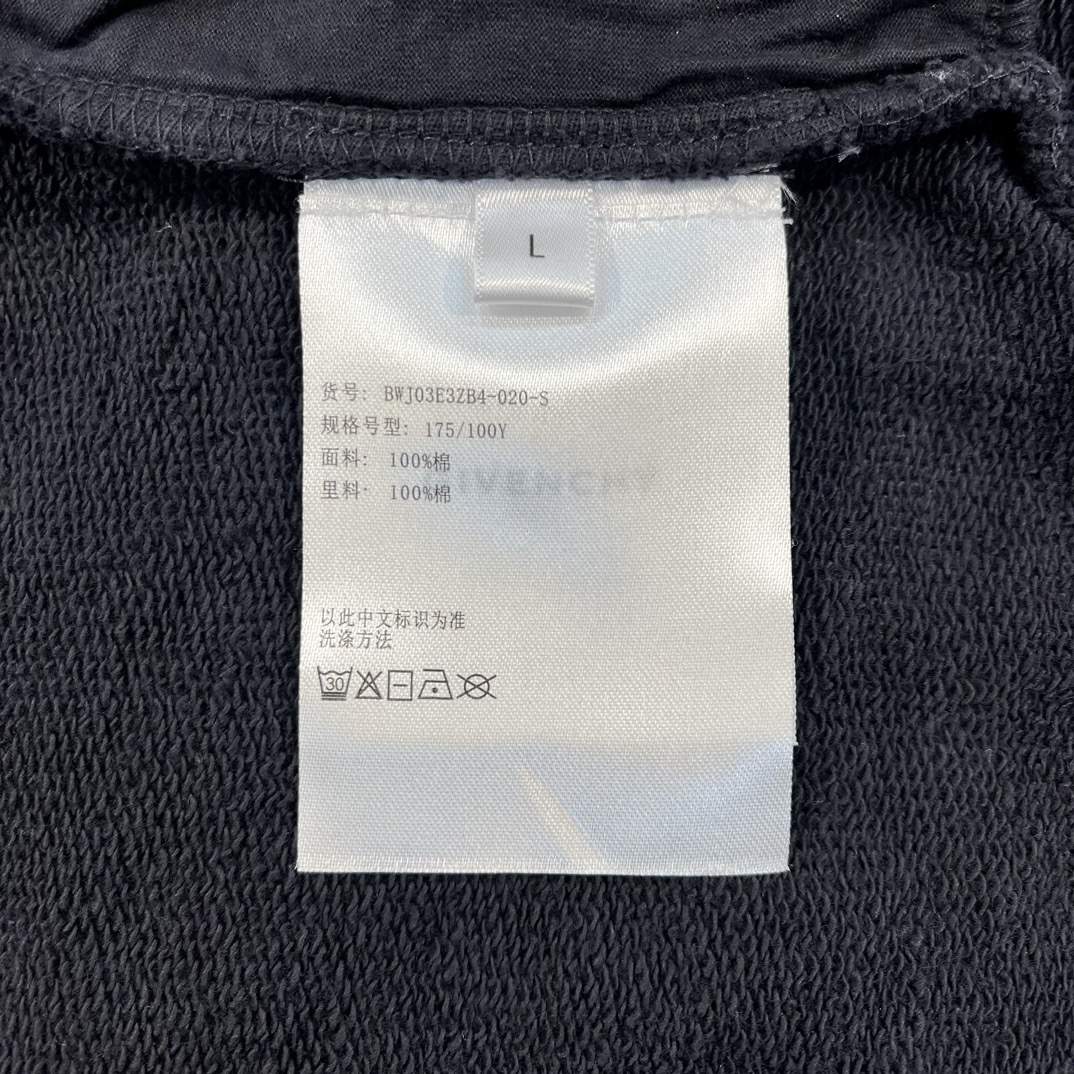 L
货号: BWJ03E3ZB4-020-S
规格号型: 175/100Y
面料: 100%棉
里料: 100%棉
GIVENCHY
以此中文标识为准
洗涤方法
30